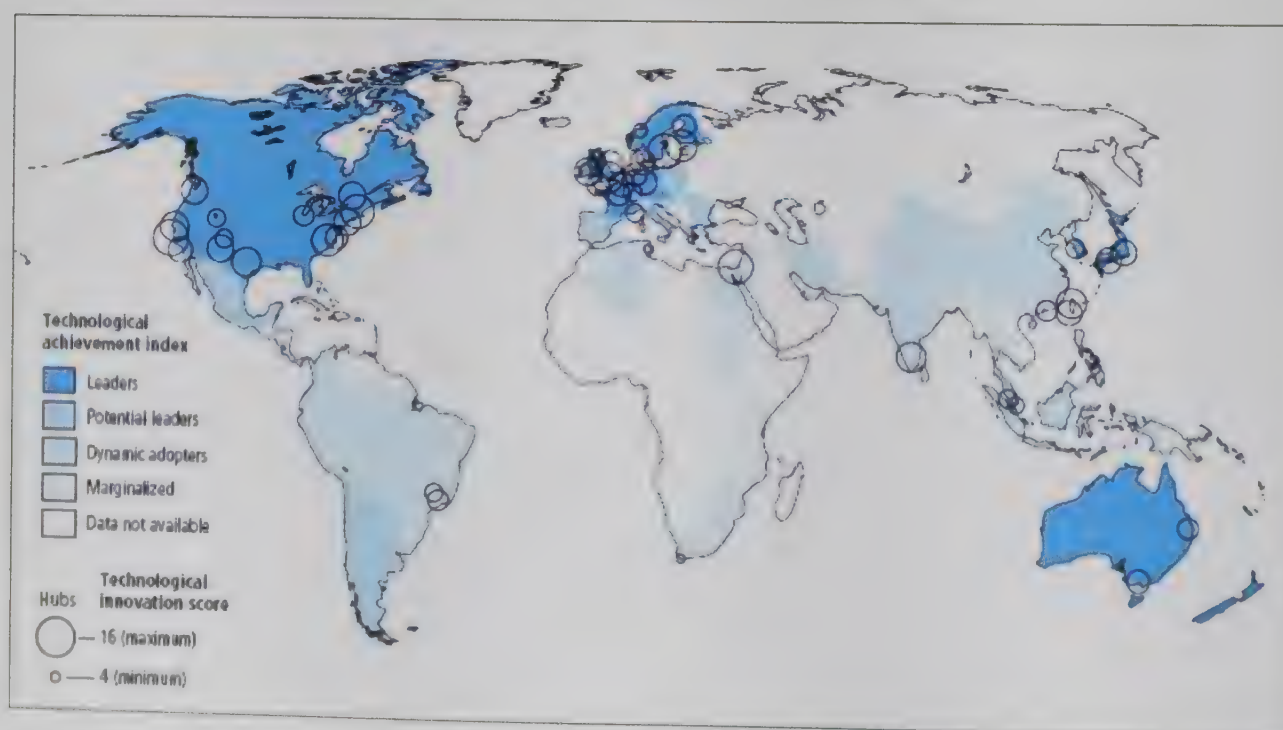 Technological
achievement index
Leaders
Potential leaders
Dynamic adopters
Marginalized
Data not available
Hubs
Technological
innovation score
16 (maximum)
4 (minimum)